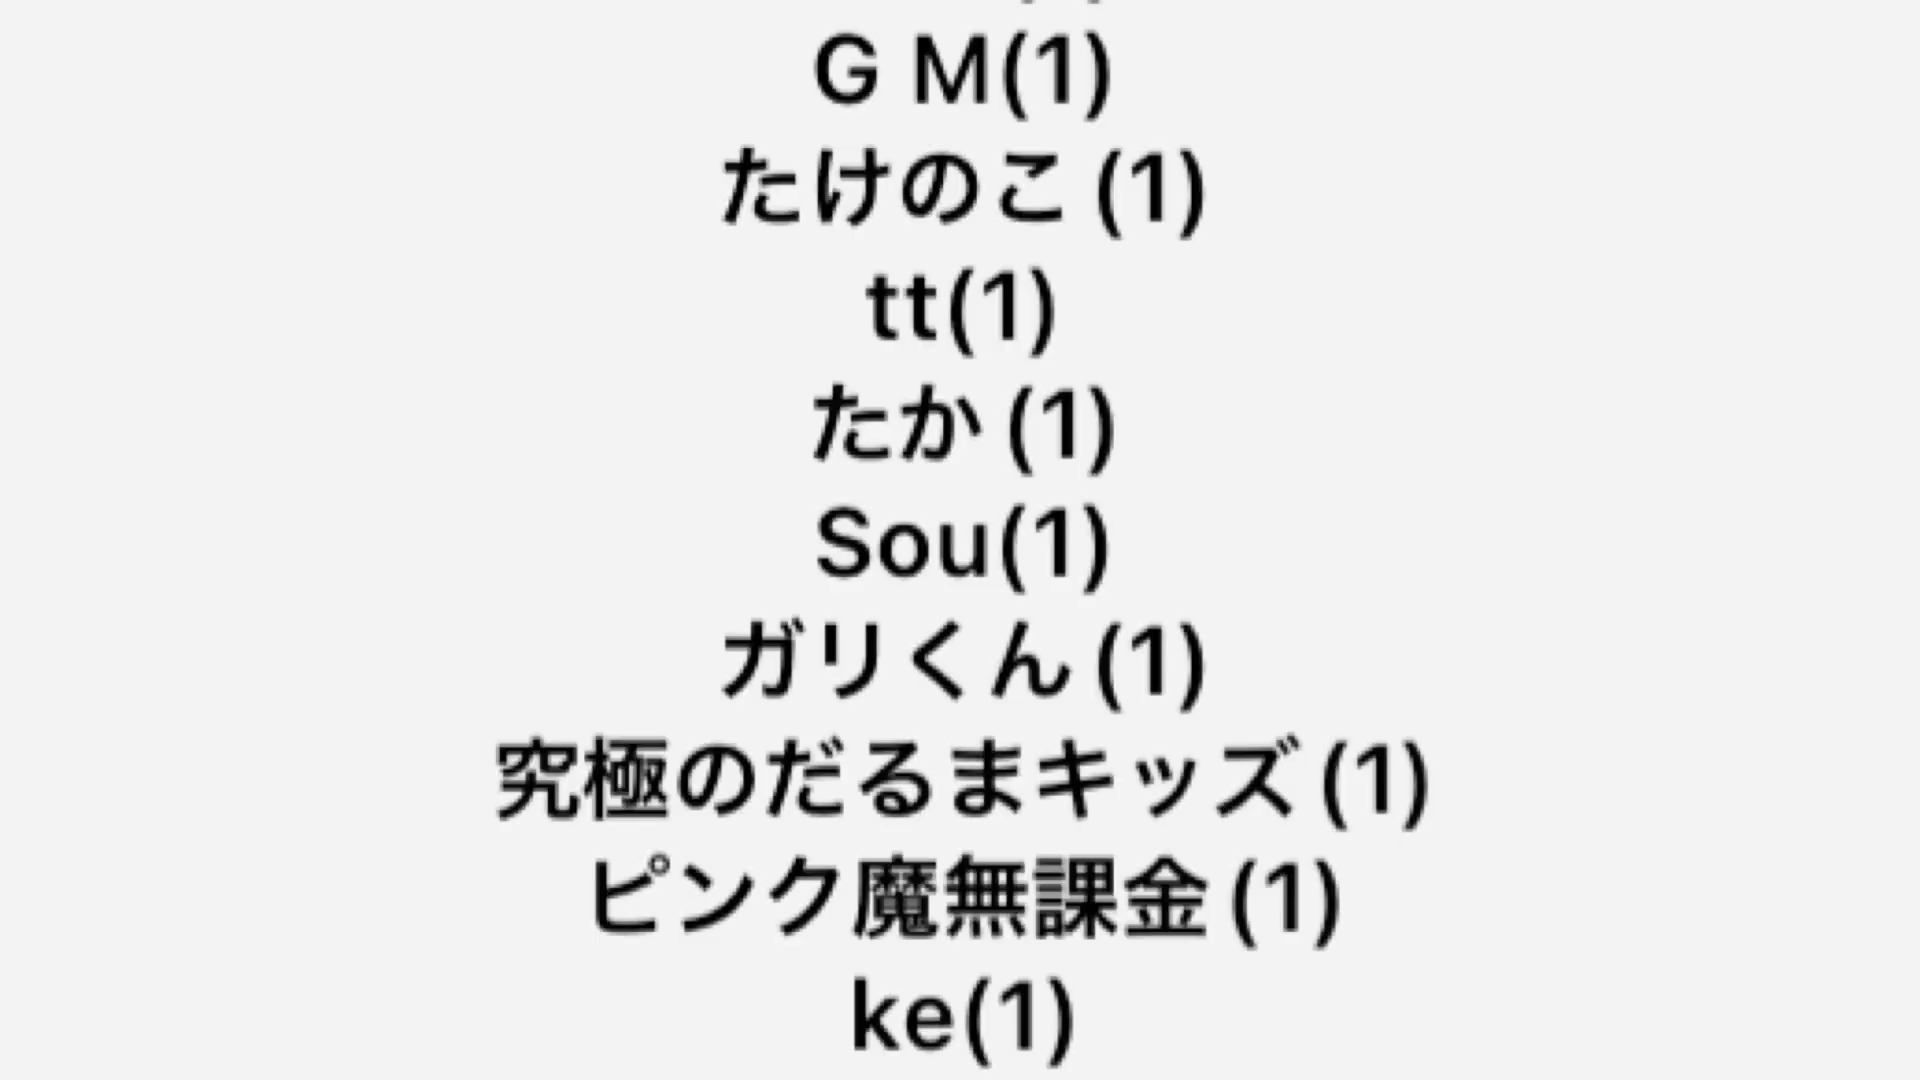 G M(1)
たけのこ(1)
tt(1)
たか(1)
Sou(1)
ガリくん(1)
究極のだるまキッズ(1)
ピンク魔無課金(1)
ke(1)